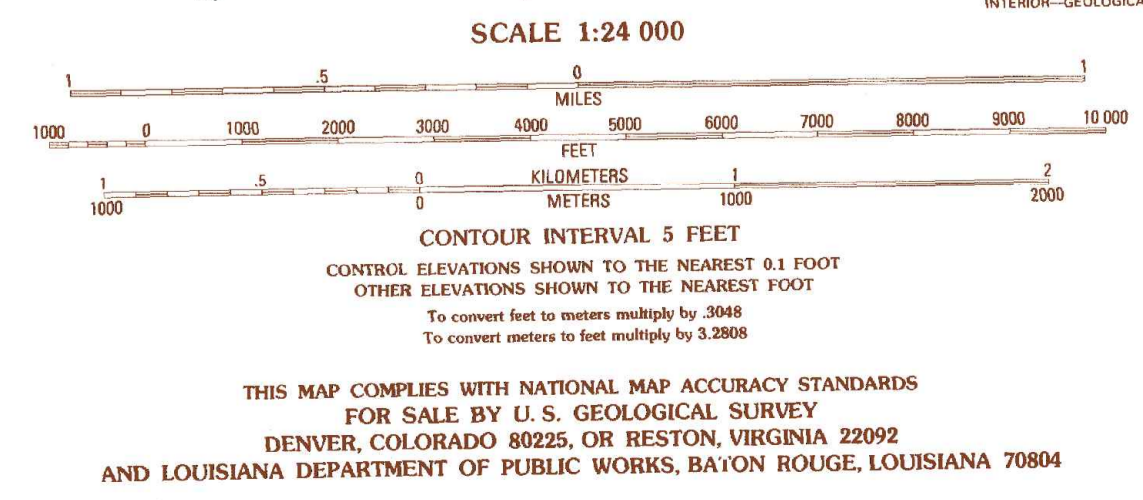 INTERIOR—GEOLOGICA
SCALE 1:24 000
1 .5 0 1
MILES
1000 0 1000 2000 3000 4000 5000 6000 7000 8000 9000 10 000
FEET
1 .5 0 KILOMETERS 1 2
1000 0 METERS 1000 2000
CONTOUR INTERVAL 5 FEET
CONTROL ELEVATIONS SHOWN TO THE NEAREST 0.1 FOOT
OTHER ELEVATIONS SHOWN TO THE NEAREST FOOT
To convert feet to meters multiply by .3048
To convert meters to feet multiply by 3.2808
THIS MAP COMPLIES WITH NATIONAL MAP ACCURACY STANDARDS
FOR SALE BY U. S. GEOLOGICAL SURVEY
DENVER, COLORADO 80225, OR RESTON, VIRGINIA 22092
AND LOUISIANA DEPARTMENT OF PUBLIC WORKS, BATON ROUGE, LOUISIANA 70804